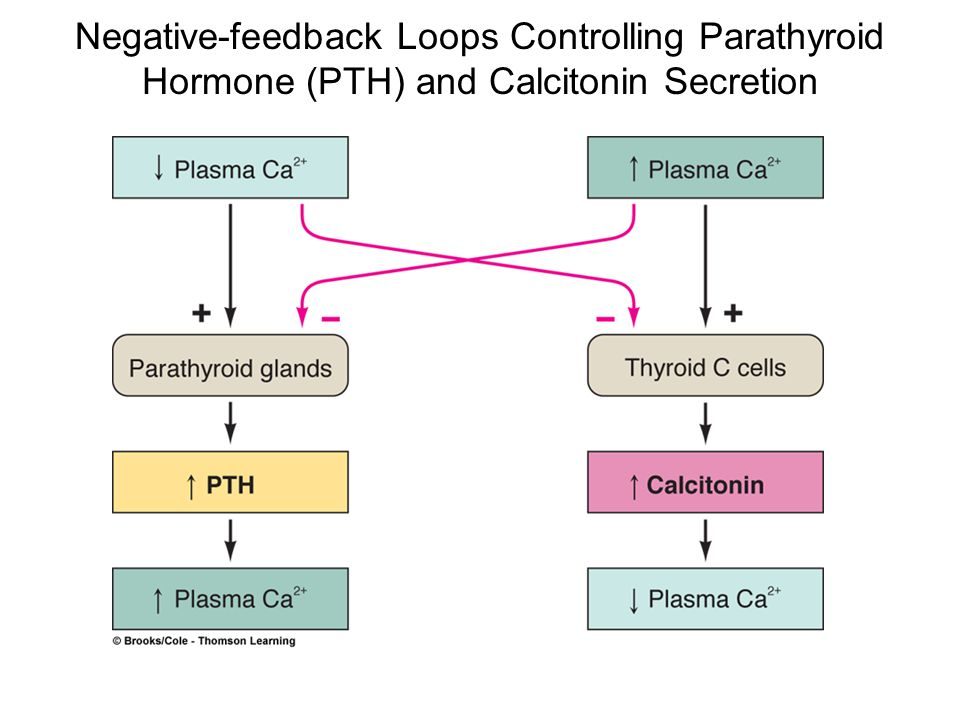 Negative-feedback Loops Controlling Parathyroid
Hormone (PTH) and Calcitonin Secretion
↓ Plasma Ca²⁺
↑ Plasma Ca²⁺
+
−
−
+
Parathyroid glands
Thyroid C cells
↑ PTH
↑ Calcitonin
↑ Plasma Ca²⁺
↓ Plasma Ca²⁺
© Brooks/Cole - Thomson Learning